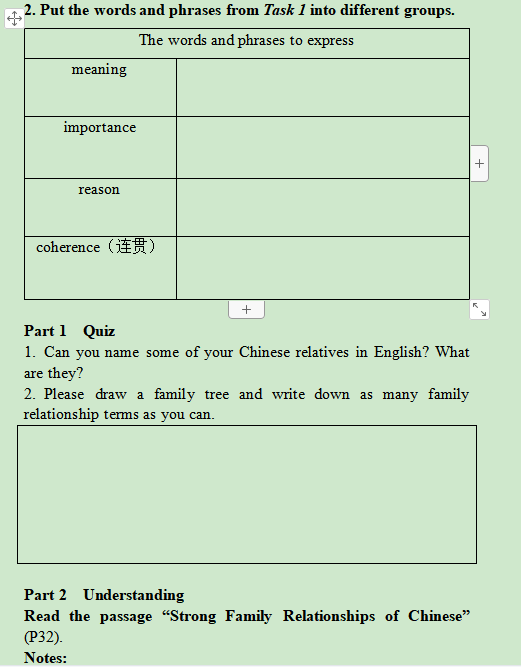 2. Put the words and phrases from Task 1 into different groups.
The words and phrases to express
meaning
importance
reason
coherence（连贯）
Part 1 Quiz
1. Can you name some of your Chinese relatives in English? What
are they?
2. Please draw a family tree and write down as many family
relationship terms as you can.
Part 2 Understanding
Read the passage “Strong Family Relationships of Chinese”
(P32).
Notes: